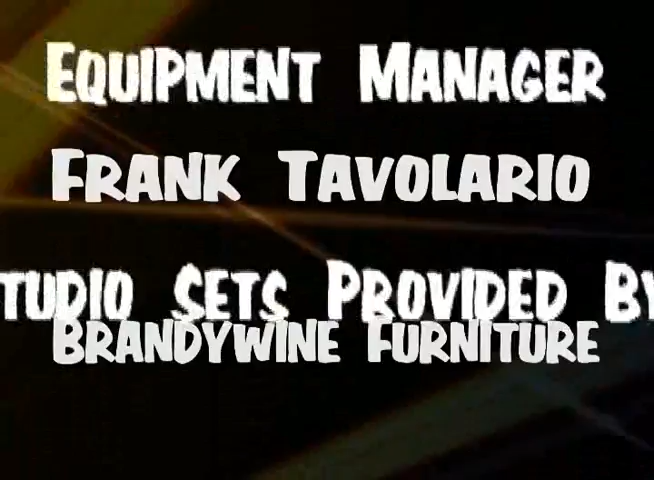 EQUIPMENT MANAGER
FRANK TAVOLARIO
TUDIO SETS PROVIDED BY
BRANDYWINE FURNITURE